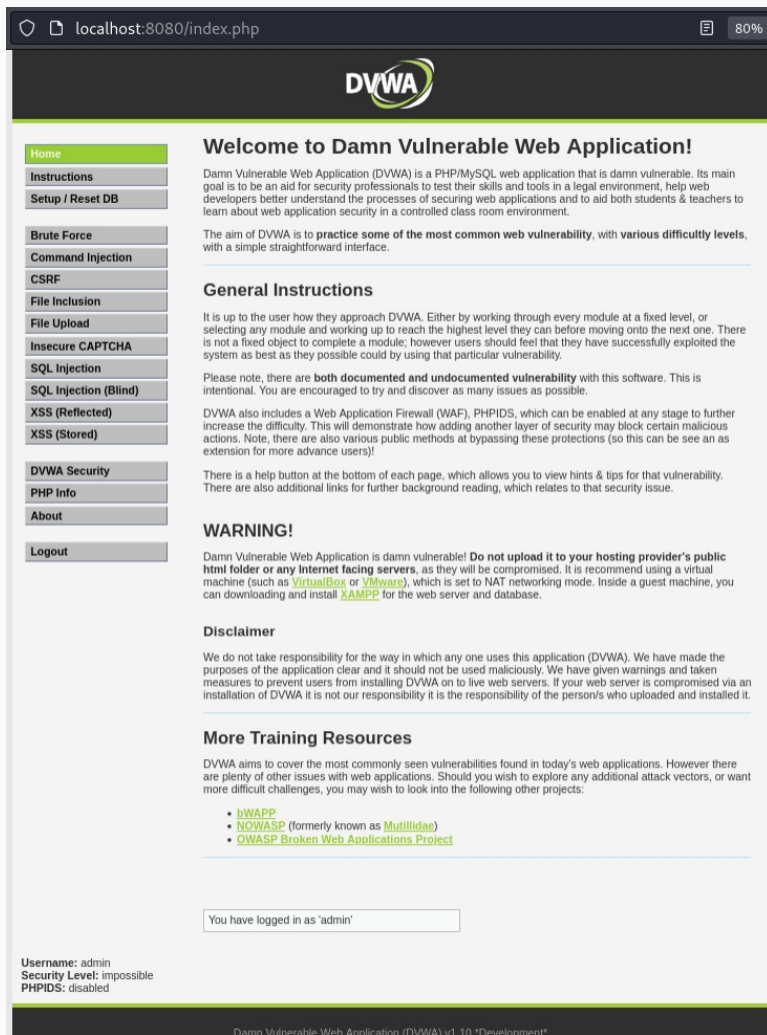 localhost:8080/index.php
80%
DVWA
Home
Instructions
Setup / Reset DB
Brute Force
Command Injection
CSRF
File Inclusion
File Upload
Insecure CAPTCHA
SQL Injection
SQL Injection (Blind)
XSS (Reflected)
XSS (Stored)
DVWA Security
PHP Info
About
Logout
Welcome to Damn Vulnerable Web Application!
Damn Vulnerable Web Application (DVWA) is a PHP/MySQL web application that is damn vulnerable. Its main
goal is to be an aid for security professionals to test their skills and tools in a legal environment, help web
developers better understand the processes of securing web applications and to aid both students & teachers to
learn about web application security in a controlled class room environment.
The aim of DVWA is to practice some of the most common web vulnerability, with various difficultly levels,
with a simple straightforward interface.
General Instructions
It is up to the user how they approach DVWA. Either by working through every module at a fixed level, or
selecting any module and working up to reach the highest level they can before moving onto the next one. There
is not a fixed object to complete a module; however users should feel that they have successfully exploited the
system as best as they possible could by using that particular vulnerability.
Please note, there are both documented and undocumented vulnerability with this software. This is
intentional. You are encouraged to try and discover as many issues as possible.
DVWA also includes a Web Application Firewall (WAF), PHPIDS, which can be enabled at any stage to further
increase the difficulty. This will demonstrate how adding another layer of security may block certain malicious
actions. Note, there are also various public methods at bypassing these protections (so this can be see an as
extension for more advance users)!
There is a help button at the bottom of each page, which allows you to view hints & tips for that vulnerability.
There are also additional links for further background reading, which relates to that security issue.
WARNING!
Damn Vulnerable Web Application is damn vulnerable! Do not upload it to your hosting provider's public
html folder or any Internet facing servers, as they will be compromised. It is recommend using a virtual
machine (such as VirtualBox or VMware), which is set to NAT networking mode. Inside a guest machine, you
can downloading and install XAMPP for the web server and database.
Disclaimer
We do not take responsibility for the way in which any one uses this application (DVWA). We have made the
purposes of the application clear and it should not be used maliciously. We have given warnings and taken
measures to prevent users from installing DVWA on to live web servers. If your web server is compromised via an
installation of DVWA it is not our responsibility it is the responsibility of the person/s who uploaded and installed it.
More Training Resources
DVWA aims to cover the most commonly seen vulnerabilities found in today's web applications. However there
are plenty of other issues with web applications. Should you wish to explore any additional attack vectors, or want
more difficult challenges, you may wish to look into the following other projects:
• bWAPP
• NOWASP (formerly known as Mutillidae)
• OWASP Broken Web Applications Project
You have logged in as 'admin'
Username: admin
Security Level: impossible
PHPIDS: disabled
Damn Vulnerable Web Application (DVWA) v1.10 *Development*